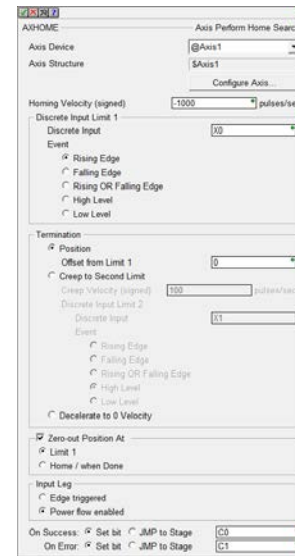 AXHOME Axis Perform Home Searc
Axis Device @Axis1
Axis Structure $Axis1
Configure Axis...
Homing Velocity (signed) -1000 pulses/se
Discrete Input Limit 1
Discrete Input X0
Event
Rising Edge
Falling Edge
Rising OR Falling Edge
High Level
Low Level
Termination
Position
Offset from Limit 1 0
Creep to Second Limit
Creep Velocity (signed) 100 pulses/sec
Discrete Input Limit 2
Discrete Input X1
Event
Rising Edge
Falling Edge
Rising OR Falling Edge
High Level
Low Level
Decelerate to 0 Velocity
Zero-out Position At
Limit 1
Home / when Done
Input Leg
Edge triggered
Power flow enabled
On Success: Set bit JMP to Stage C0
On Error: Set bit JMP to Stage C1